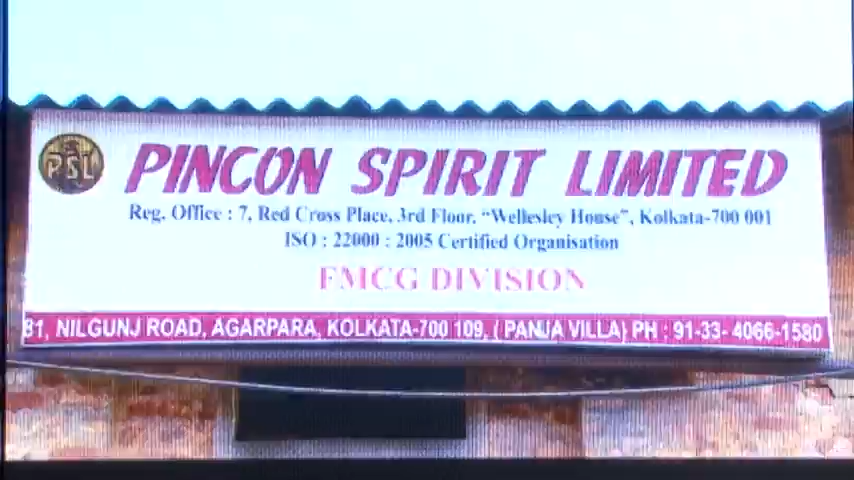 PSL
PINCON SPIRIT LIMITED
Reg. Office : 7, Red Cross Place, 3rd Floor, “Wellesley House”, Kolkata-700 001
ISO : 22000 : 2005 Certified Organisation
FMCG DIVISION
81, NILGUNJ ROAD, AGARPARA, KOLKATA-700 109, ( PANJA VILLA) PH : 91-33- 4066-1580